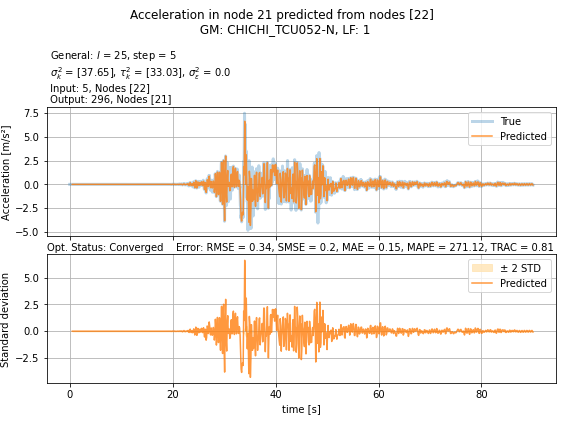 Acceleration in node 21 predicted from nodes [22]
GM: CHICHI_TCU052-N, LF: 1
General: l = 25, step = 5
σ²ₖ = [37.65], τ²ₖ = [33.03], σ²ε = 0.0
Input: 5, Nodes [22]
Output: 296, Nodes [21]
Acceleration [m/s²]
7.5
5.0
2.5
0.0
−2.5
−5.0
True
Predicted
Opt. Status: Converged Error: RMSE = 0.34, SMSE = 0.2, MAE = 0.15, MAPE = 271.12, TRAC = 0.81
Standard deviation
5.0
2.5
0.0
−2.5
± 2 STD
Predicted
0 20 40 60 80
time [s]